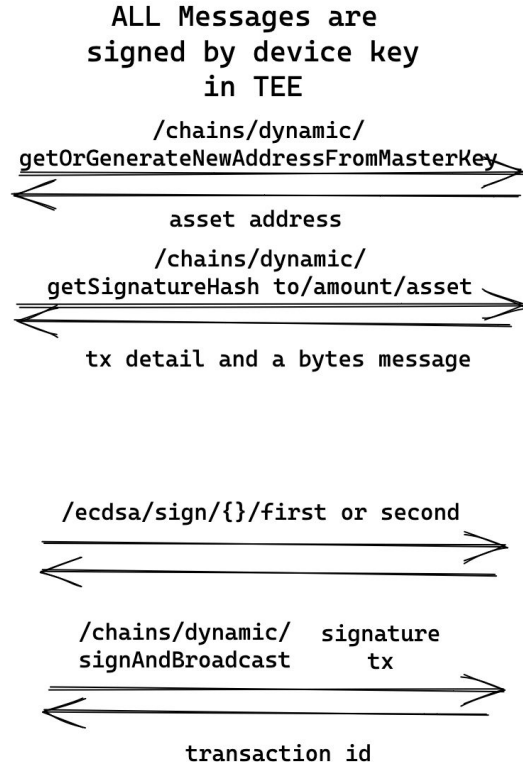 ALL Messages are
signed by device key
in TEE
/chains/dynamic/
getOrGenerateNewAddressFromMasterKey
asset address
/chains/dynamic/
getSignatureHash to/amount/asset
tx detail and a bytes message
/ecdsa/sign/{}/first or second
/chains/dynamic/
signAndBroadcast
signature
tx
transaction id